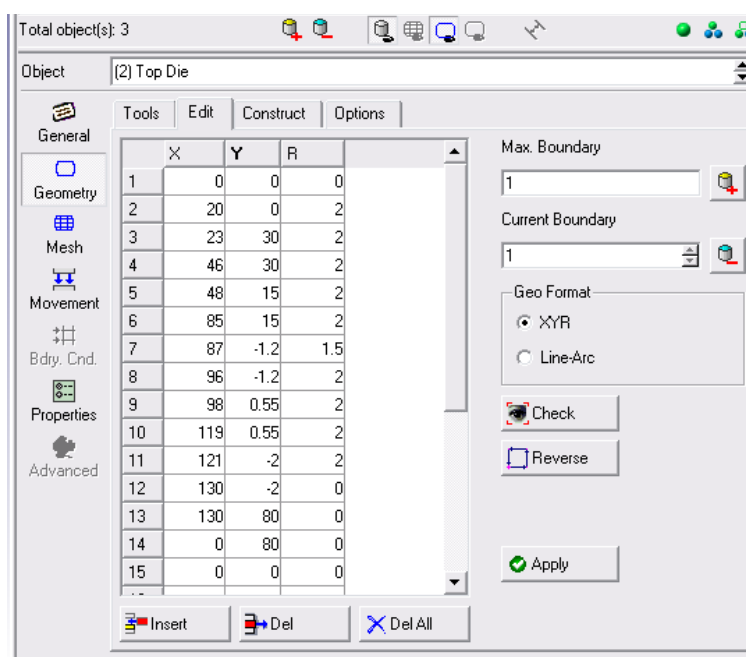 Total object(s): 3
Object (2) Top Die
General
Geometry
Mesh
Movement
Bdry. Cnd.
Properties
Advanced
Tools Edit Construct Options
X Y R
1 0 0 0
2 20 0 2
3 23 30 2
4 46 30 2
5 48 15 2
6 85 15 2
7 87 -1.2 1.5
8 96 -1.2 2
9 98 0.55 2
10 119 0.55 2
11 121 -2 2
12 130 -2 0
13 130 80 0
14 0 80 0
15 0 0 0
Insert Del Del All
Max. Boundary
1
Current Boundary
1
Geo Format
XYR
Line-Arc
Check
Reverse
Apply